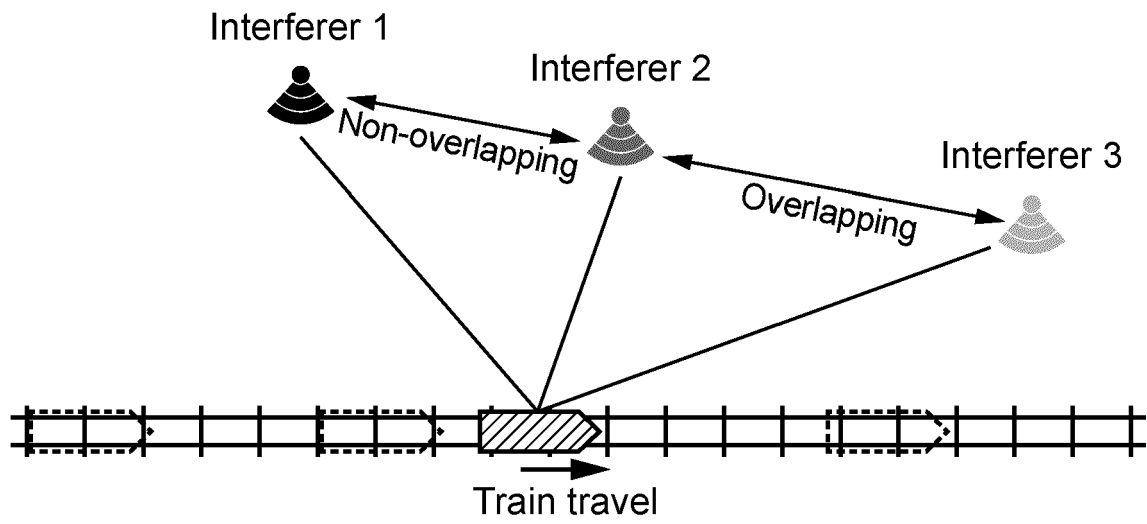 Interferer 1
Interferer 2
Non-overlapping
Interferer 3
Overlapping
Train travel